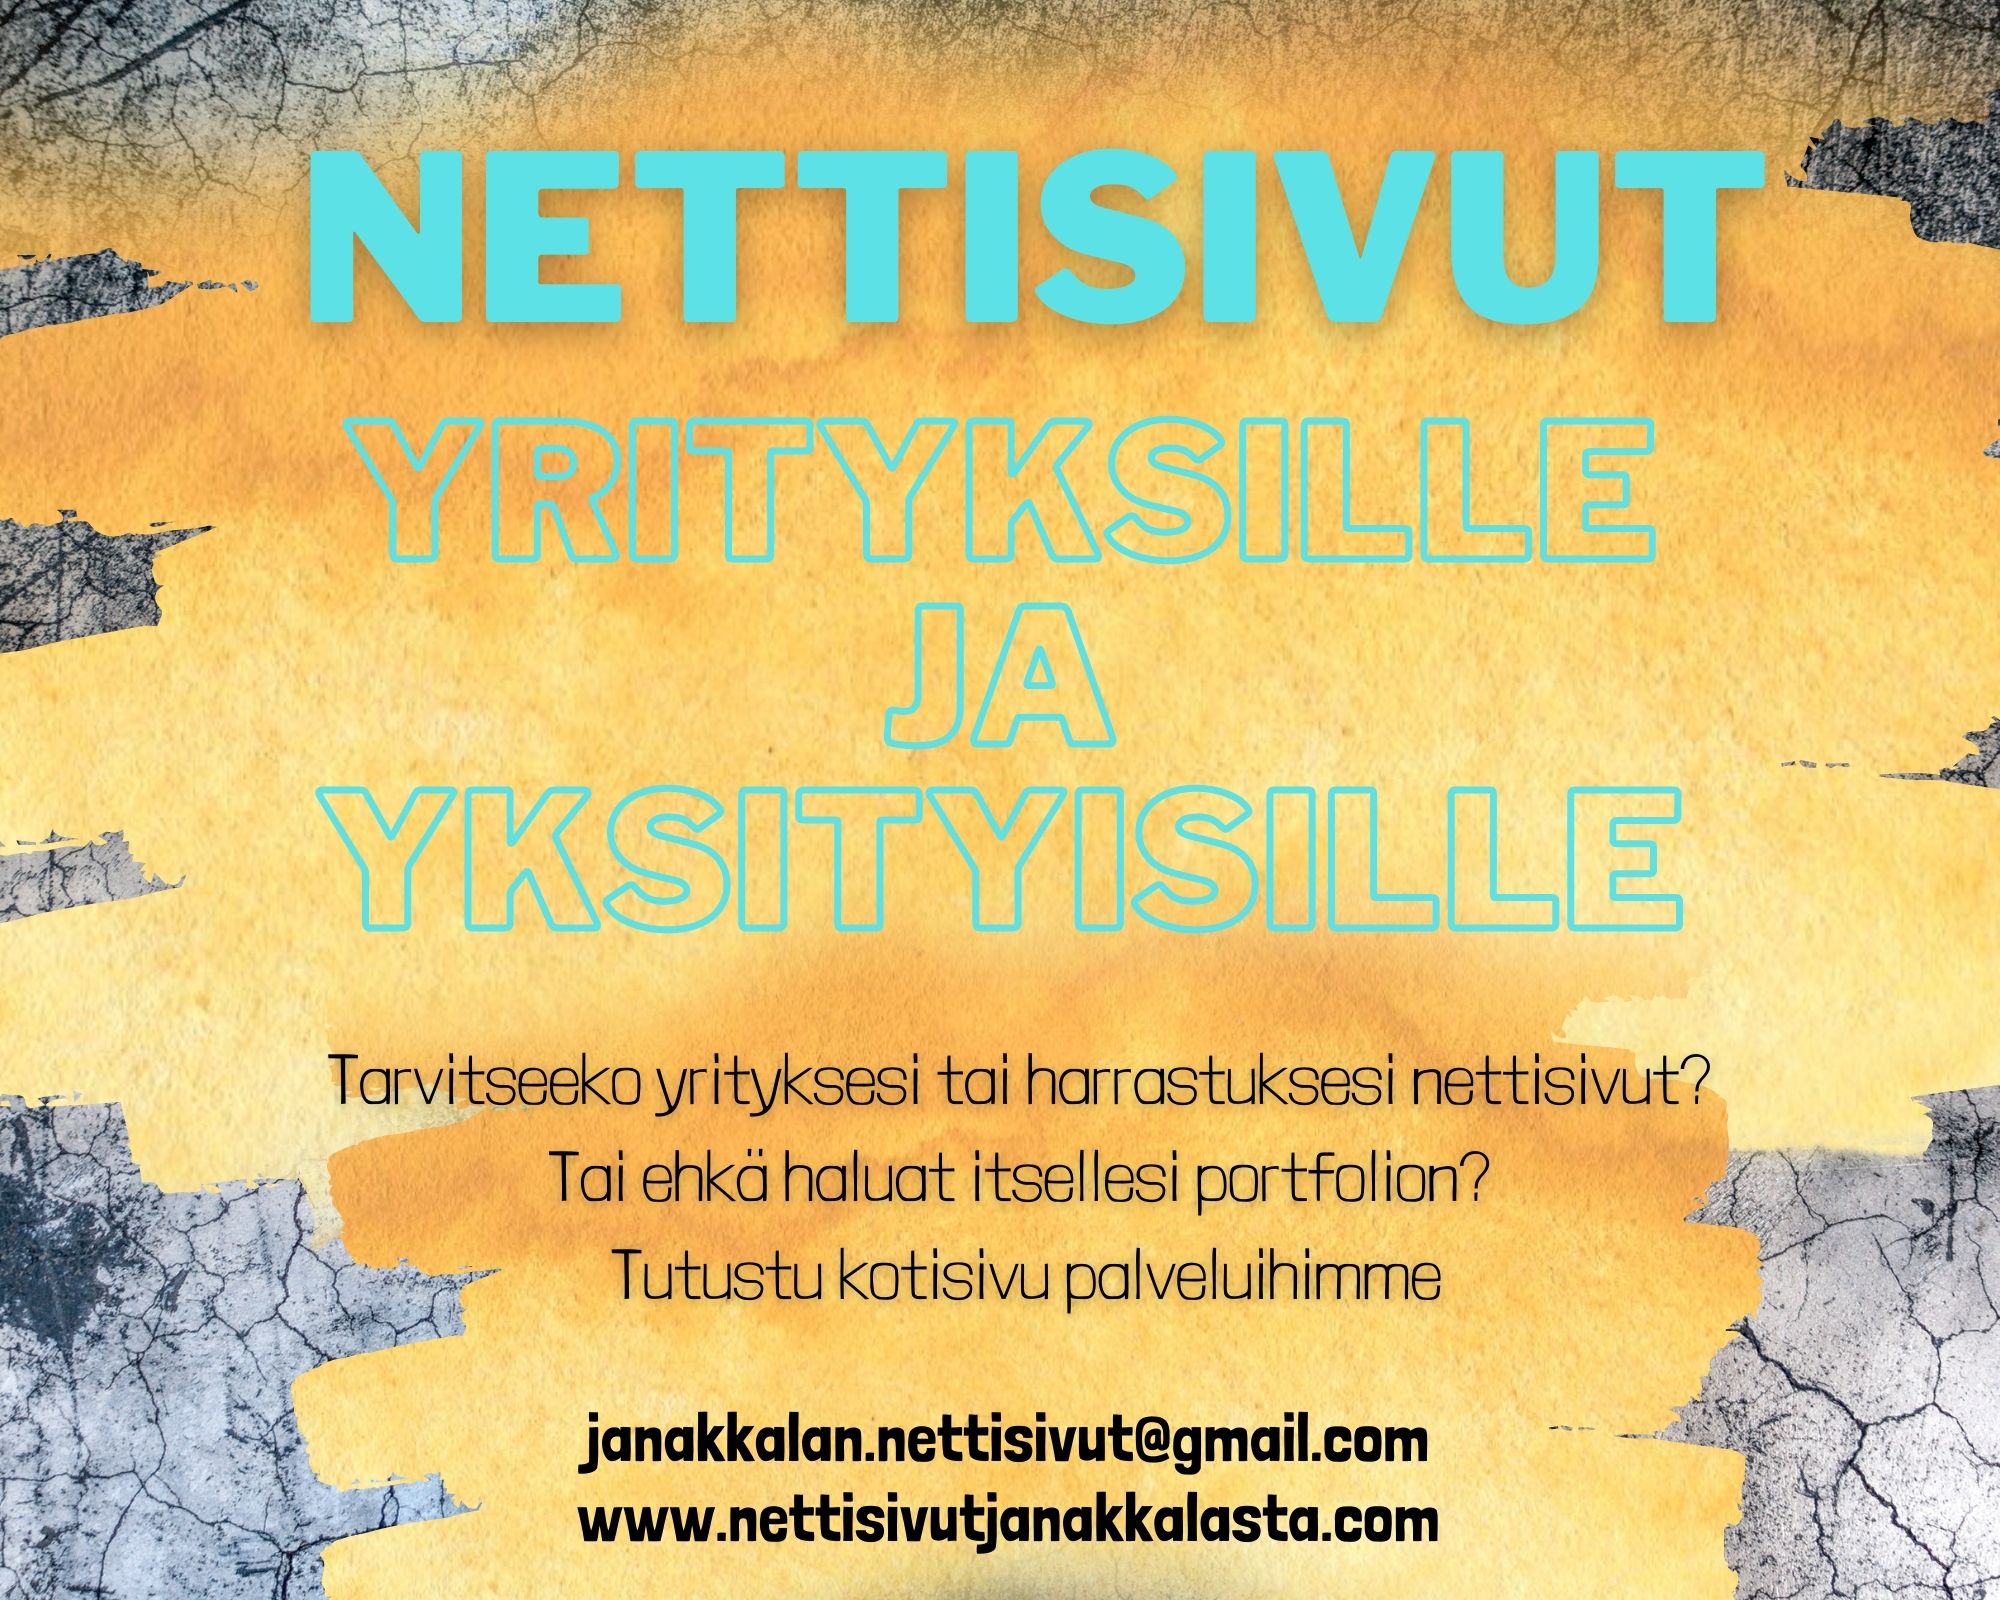 NETTISIVUT
YRITYKSILLE
JA
YKSITYISILLE
Tarvitseeko yrityksesi tai harrastuksesi nettisivut?
Tai ehkä haluat itsellesi portfolion?
Tutustu kotisivu palveluihimme
janakkalan.nettisivut@gmail.com
www.nettisivutjanakkalasta.com